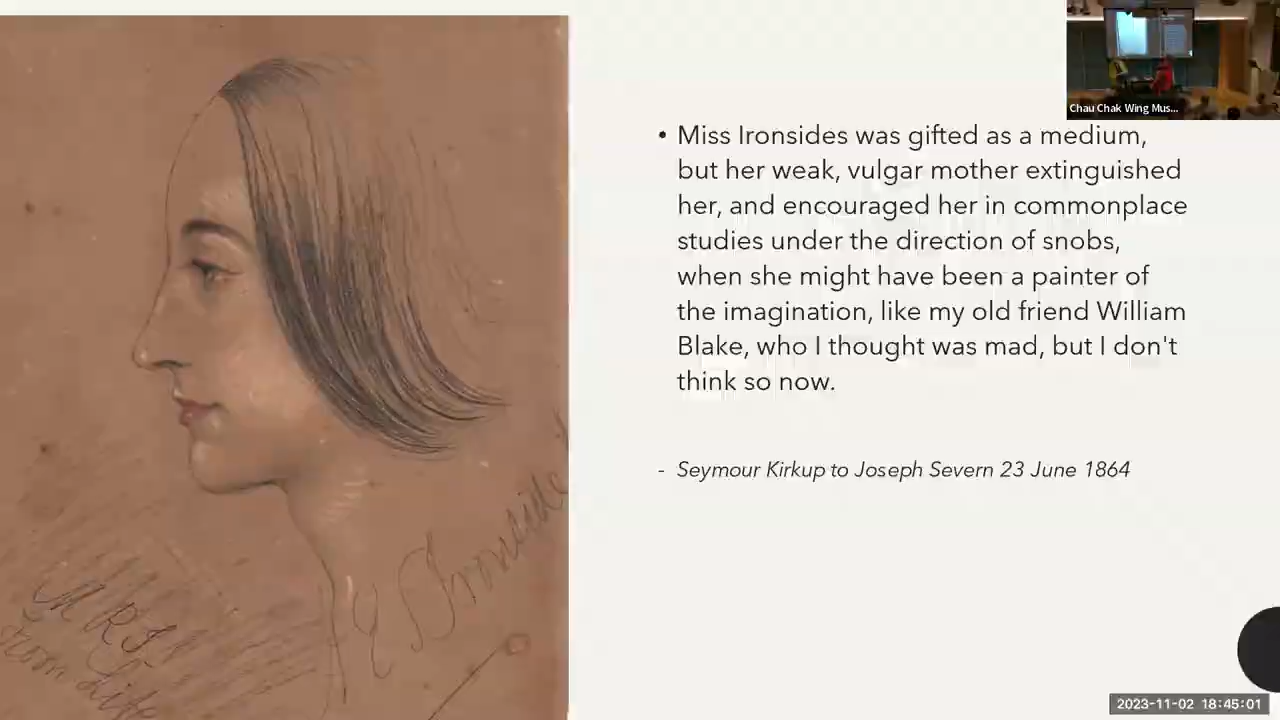 Chau Chak Wing Mus...
• Miss Ironsides was gifted as a medium,
but her weak, vulgar mother extinguished
her, and encouraged her in commonplace
studies under the direction of snobs,
when she might have been a painter of
the imagination, like my old friend William
Blake, who I thought was mad, but I don't
think so now.
- Seymour Kirkup to Joseph Severn 23 June 1864
Ironside
from Life
2023-11-02 18:45:01